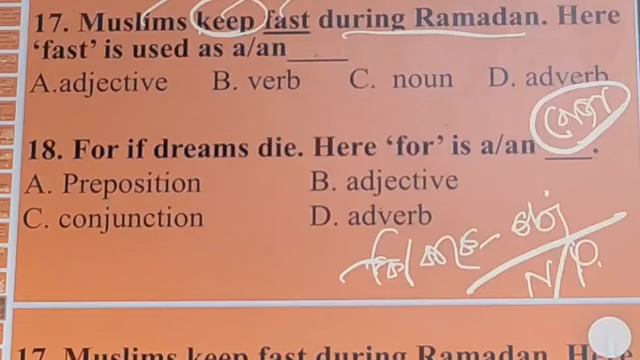 17. Muslims keep fast during Ramadan. Here
‘fast’ is used as a/an____
A.adjective B. verb C. noun D. adverb
18. For if dreams die. Here ‘for’ is a/an ____.
A. Preposition B. adjective
C. conjunction D. adverb
কি/কাকে- obj
N/P.
17. Muslims keep fast during Ramadan. H